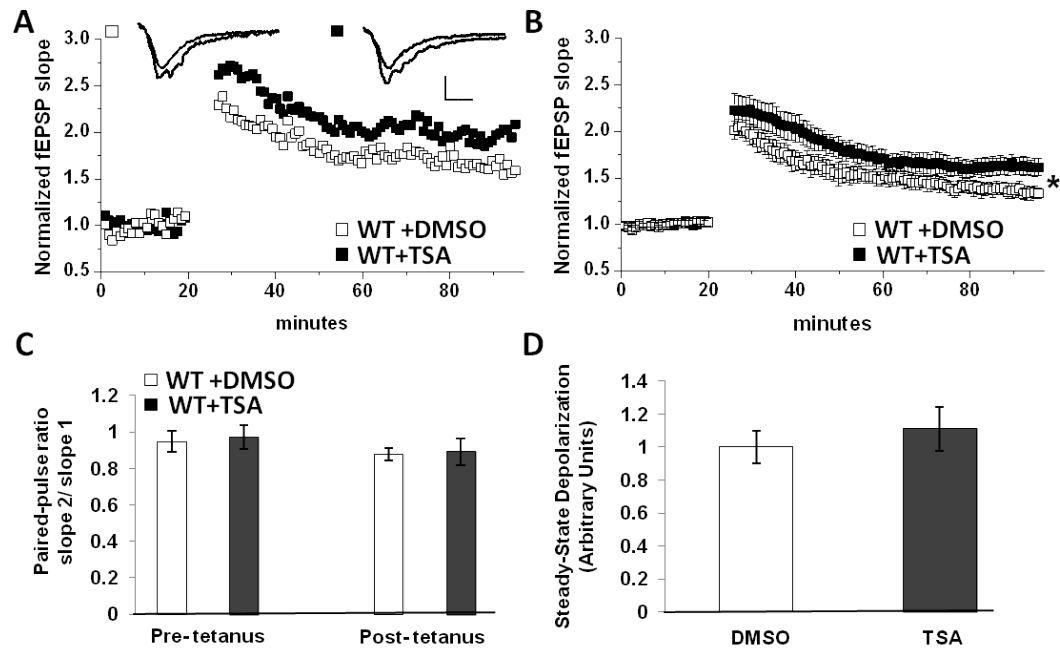 A
3.0
2.5
2.0
1.5
1.0
0.5
Normalized fEPSP slope
0 20 40 60 80
minutes
WT +DMSO
WT+TSA
B
3.0
2.5
2.0
1.5
1.0
0.5
Normalized fEPSP slope
0 20 40 60 80
minutes
WT +DMSO
WT+TSA
*
C
WT +DMSO
WT+TSA
1.2
1
0.8
0.6
0.4
0.2
0
Paired-pulse ratio
slope 2/ slope 1
Pre-tetanus Post-tetanus
D
1.4
1.2
1
0.8
0.6
0.4
0.2
0
Steady-State Depolarization
(Arbitrary Units)
DMSO TSA